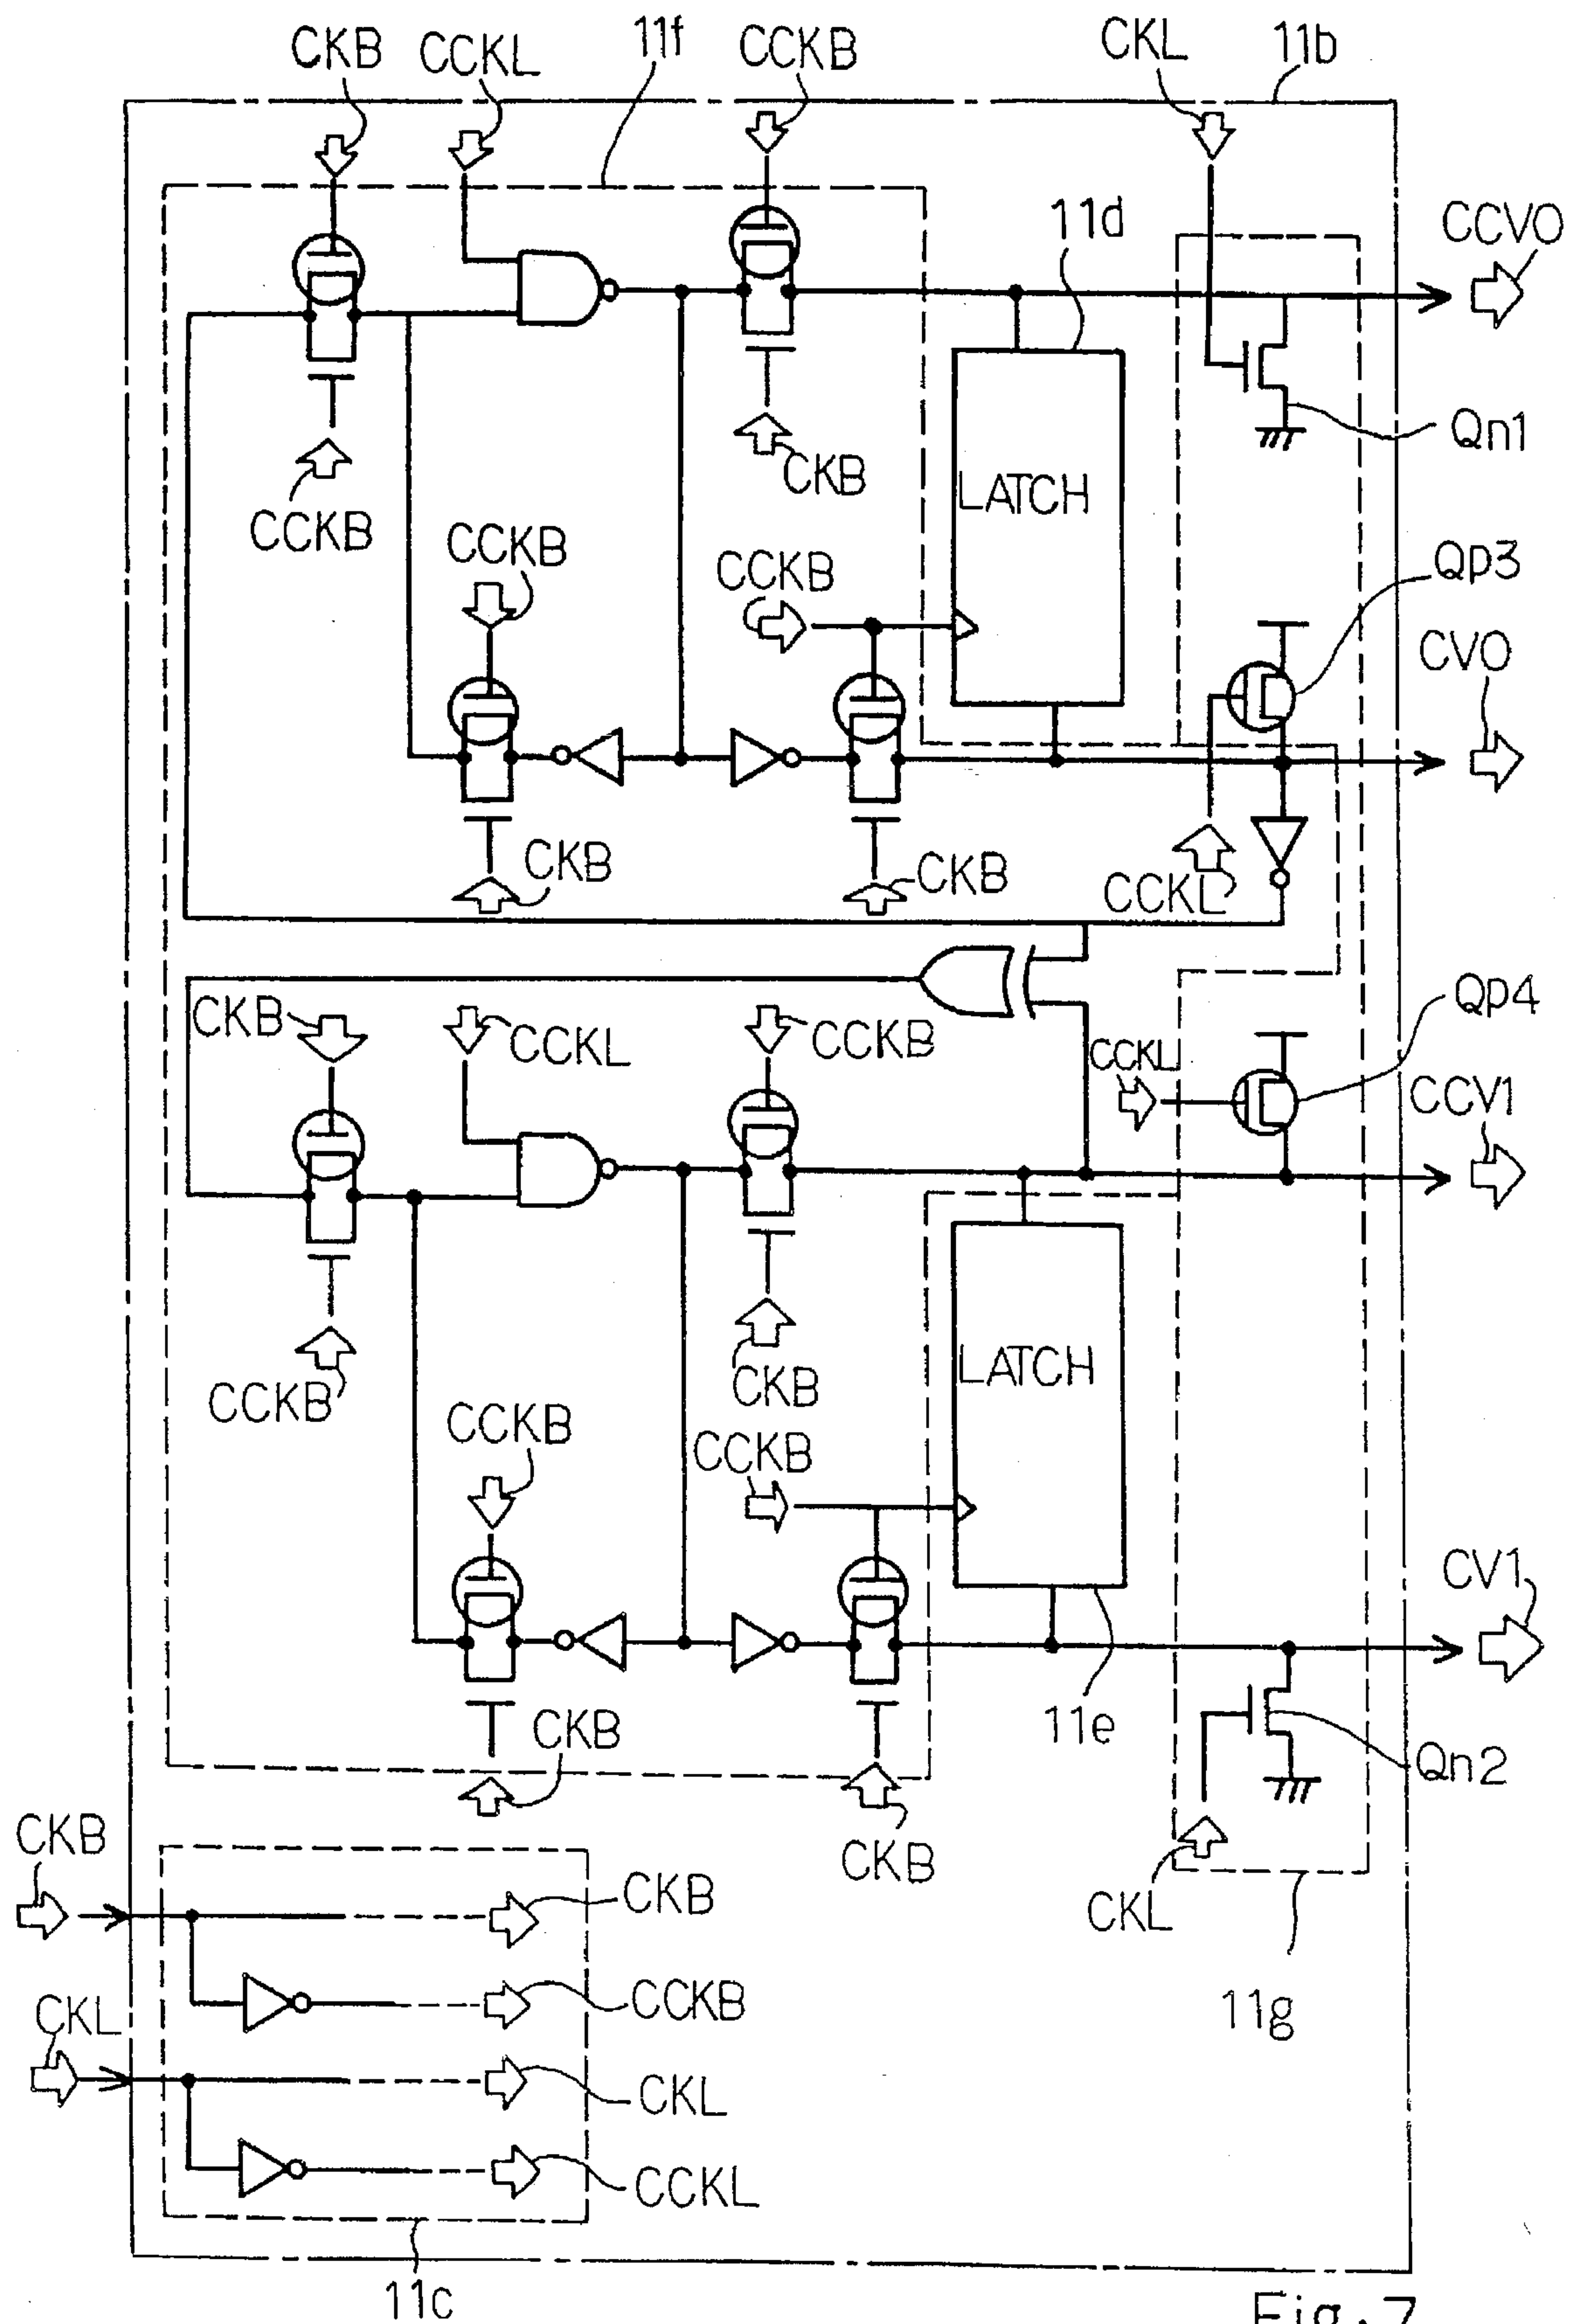 CKB CCKL 11f CCKB CKL 11b
11d CCVO
Qn1
CKB
LATCH
CCKB
CCKB
CCKB Qp3
CVO
CKB CKB CCKL
CKB CCKL CCKB Qp4
CCKL CCV1
CKB
LATCH
CCKB
CCKB
CCKB
CV1
11e
CKB Qn2
CKB
CKB
CKB
CKL
CCKB
11g
CKL
CKL
CCKL
11c
Fig. 7